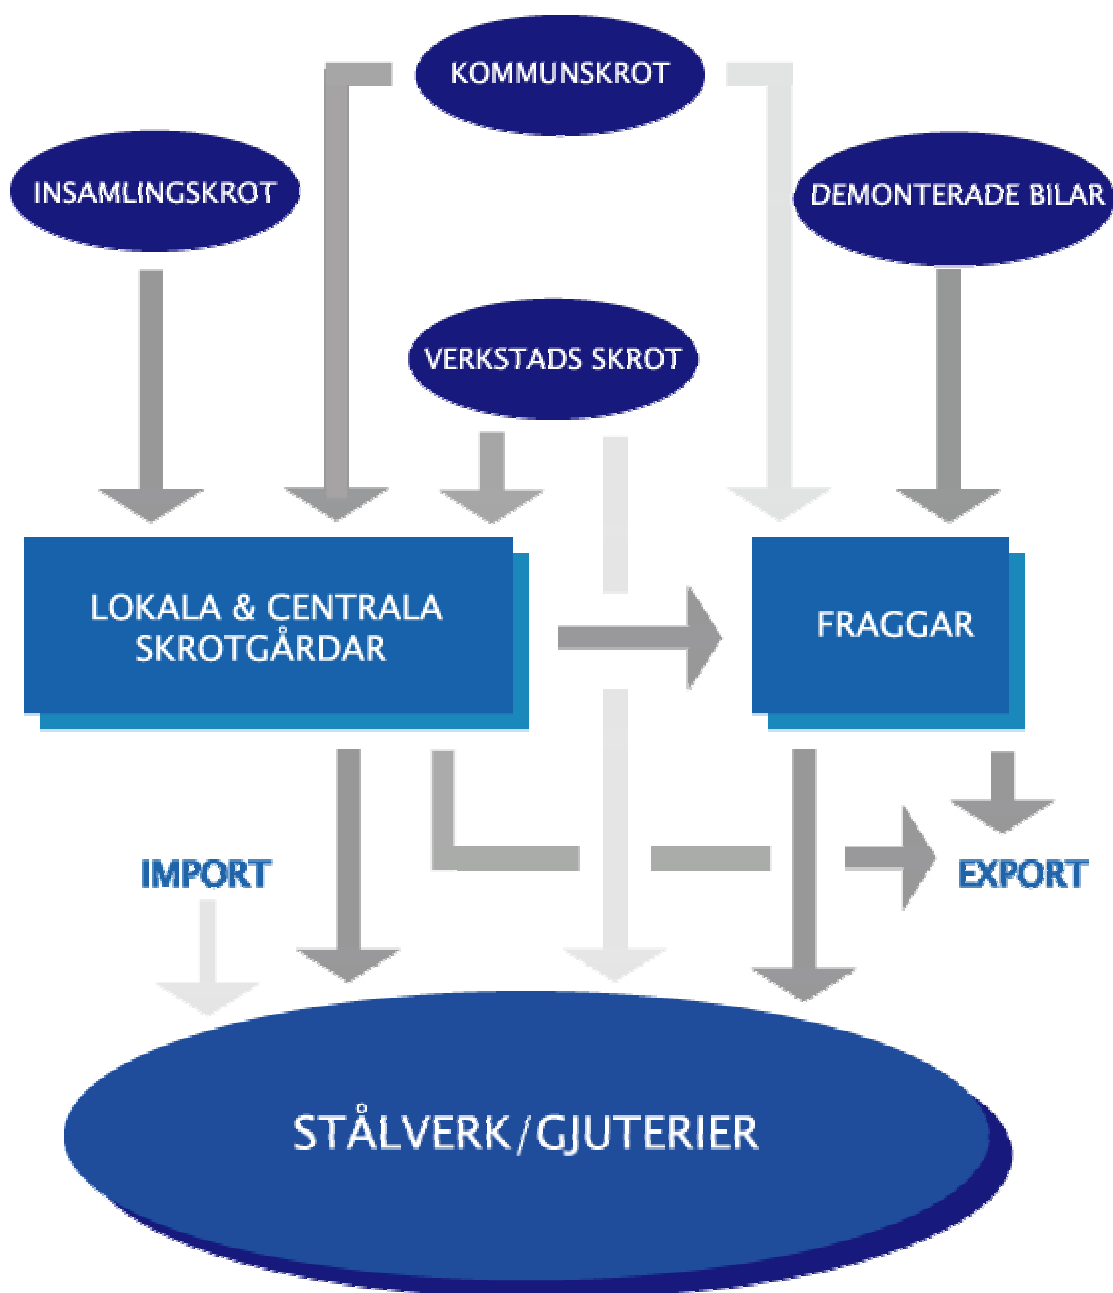 KOMMUNSKROT
INSAMLINGSKROT
DEMONTERADE BILAR
VERKSTADS SKROT
LOKALA & CENTRALA
SKROTGÅRDAR
FRAGGAR
IMPORT
EXPORT
STÅLVERK/GJUTERIER